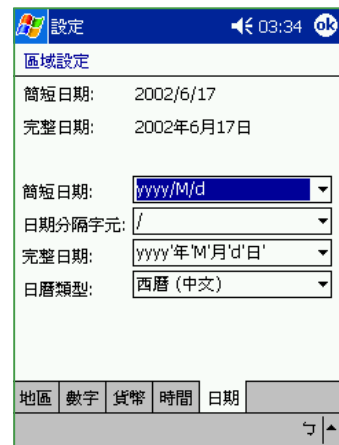 設定 03:34 ok
區域設定
簡短日期: 2002/6/17
完整日期: 2002年6月17日
簡短日期: yyyy/M/d
日期分隔字元: /
完整日期: yyyy'年'M'月'd'日'
日曆類型: 西曆 (中文)
地區 數字 貨幣 時間 日期
ㄅ